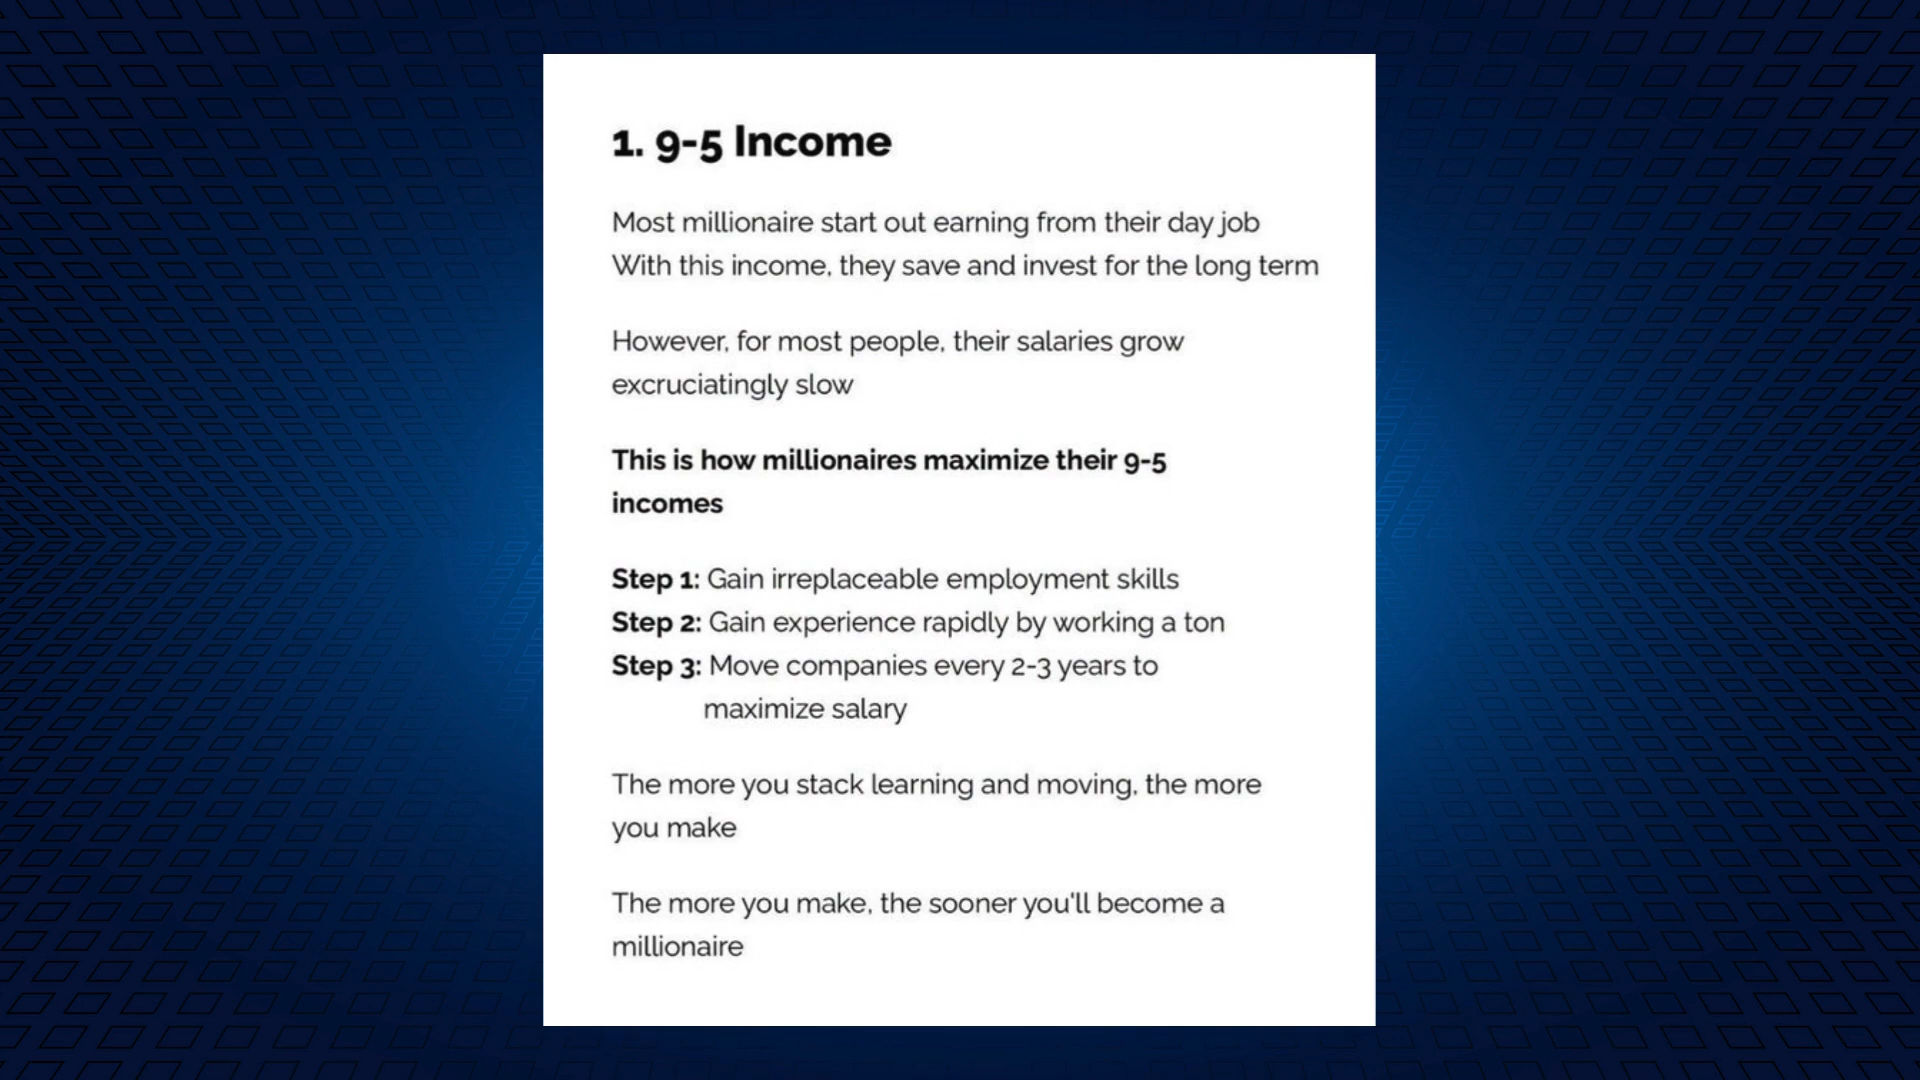 1. 9-5 Income
Most millionaire start out earning from their day job
With this income, they save and invest for the long term
However, for most people, their salaries grow
excruciatingly slow
This is how millionaires maximize their 9-5
incomes
Step 1: Gain irreplaceable employment skills
Step 2: Gain experience rapidly by working a ton
Step 3: Move companies every 2-3 years to
maximize salary
The more you stack learning and moving, the more
you make
The more you make, the sooner you'll become a
millionaire